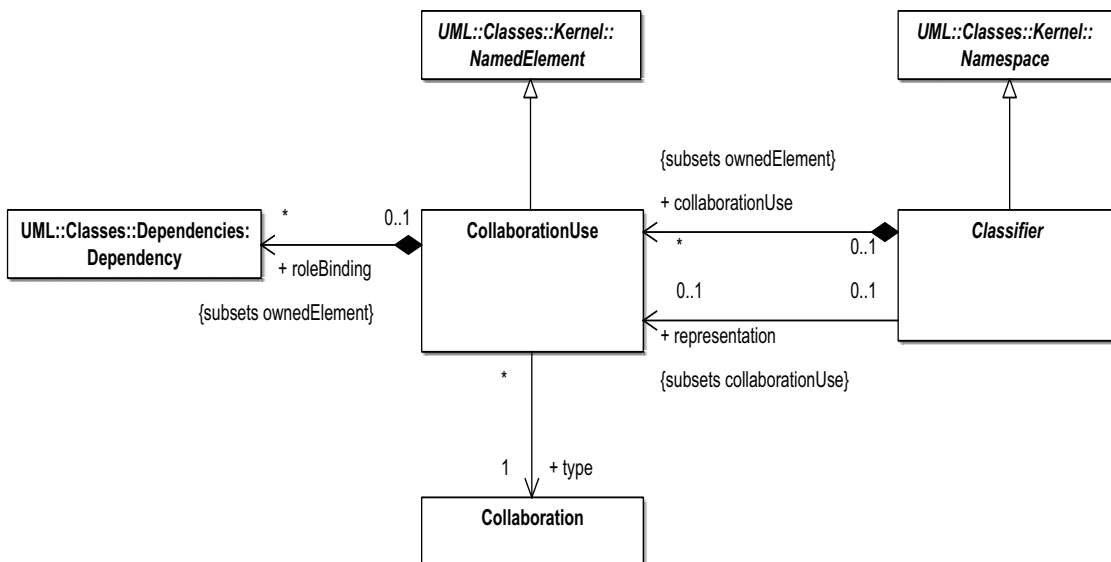 UML::Classes::Kernel::
NamedElement
UML::Classes::Kernel::
Namespace
{subsets ownedElement}
+ collaborationUse
UML::Classes::Dependencies:
Dependency
*
0..1
+ roleBinding
{subsets ownedElement}
CollaborationUse
*
0..1
Classifier
0..1
0..1
+ representation
{subsets collaborationUse}
*
1
+ type
Collaboration